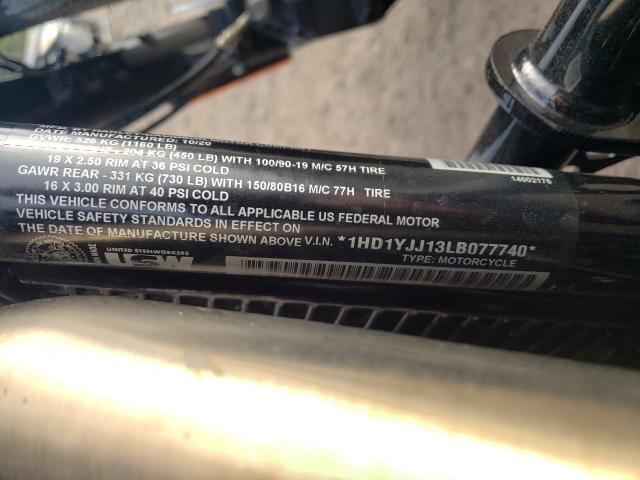 DATE MANUFACTURED: 10/20
GVWR: 526 KG (1160 LB)
204 KG (450 LB) WITH 100/90-19 M/C 57H TIRE
19 X 2.50 RIM AT 36 PSI COLD
GAWR REAR - 331 KG (730 LB) WITH 150/80B16 M/C 77H TIRE
16 X 3.00 RIM AT 40 PSI COLD
THIS VEHICLE CONFORMS TO ALL APPLICABLE US FEDERAL MOTOR
VEHICLE SAFETY STANDARDS IN EFFECT ON
THE DATE OF MANUFACTURE SHOWN ABOVE V.I.N. *1HD1YJJ13LB077740*
TYPE: MOTORCYCLE
UNITED STEELWORKERS
USW
14002175